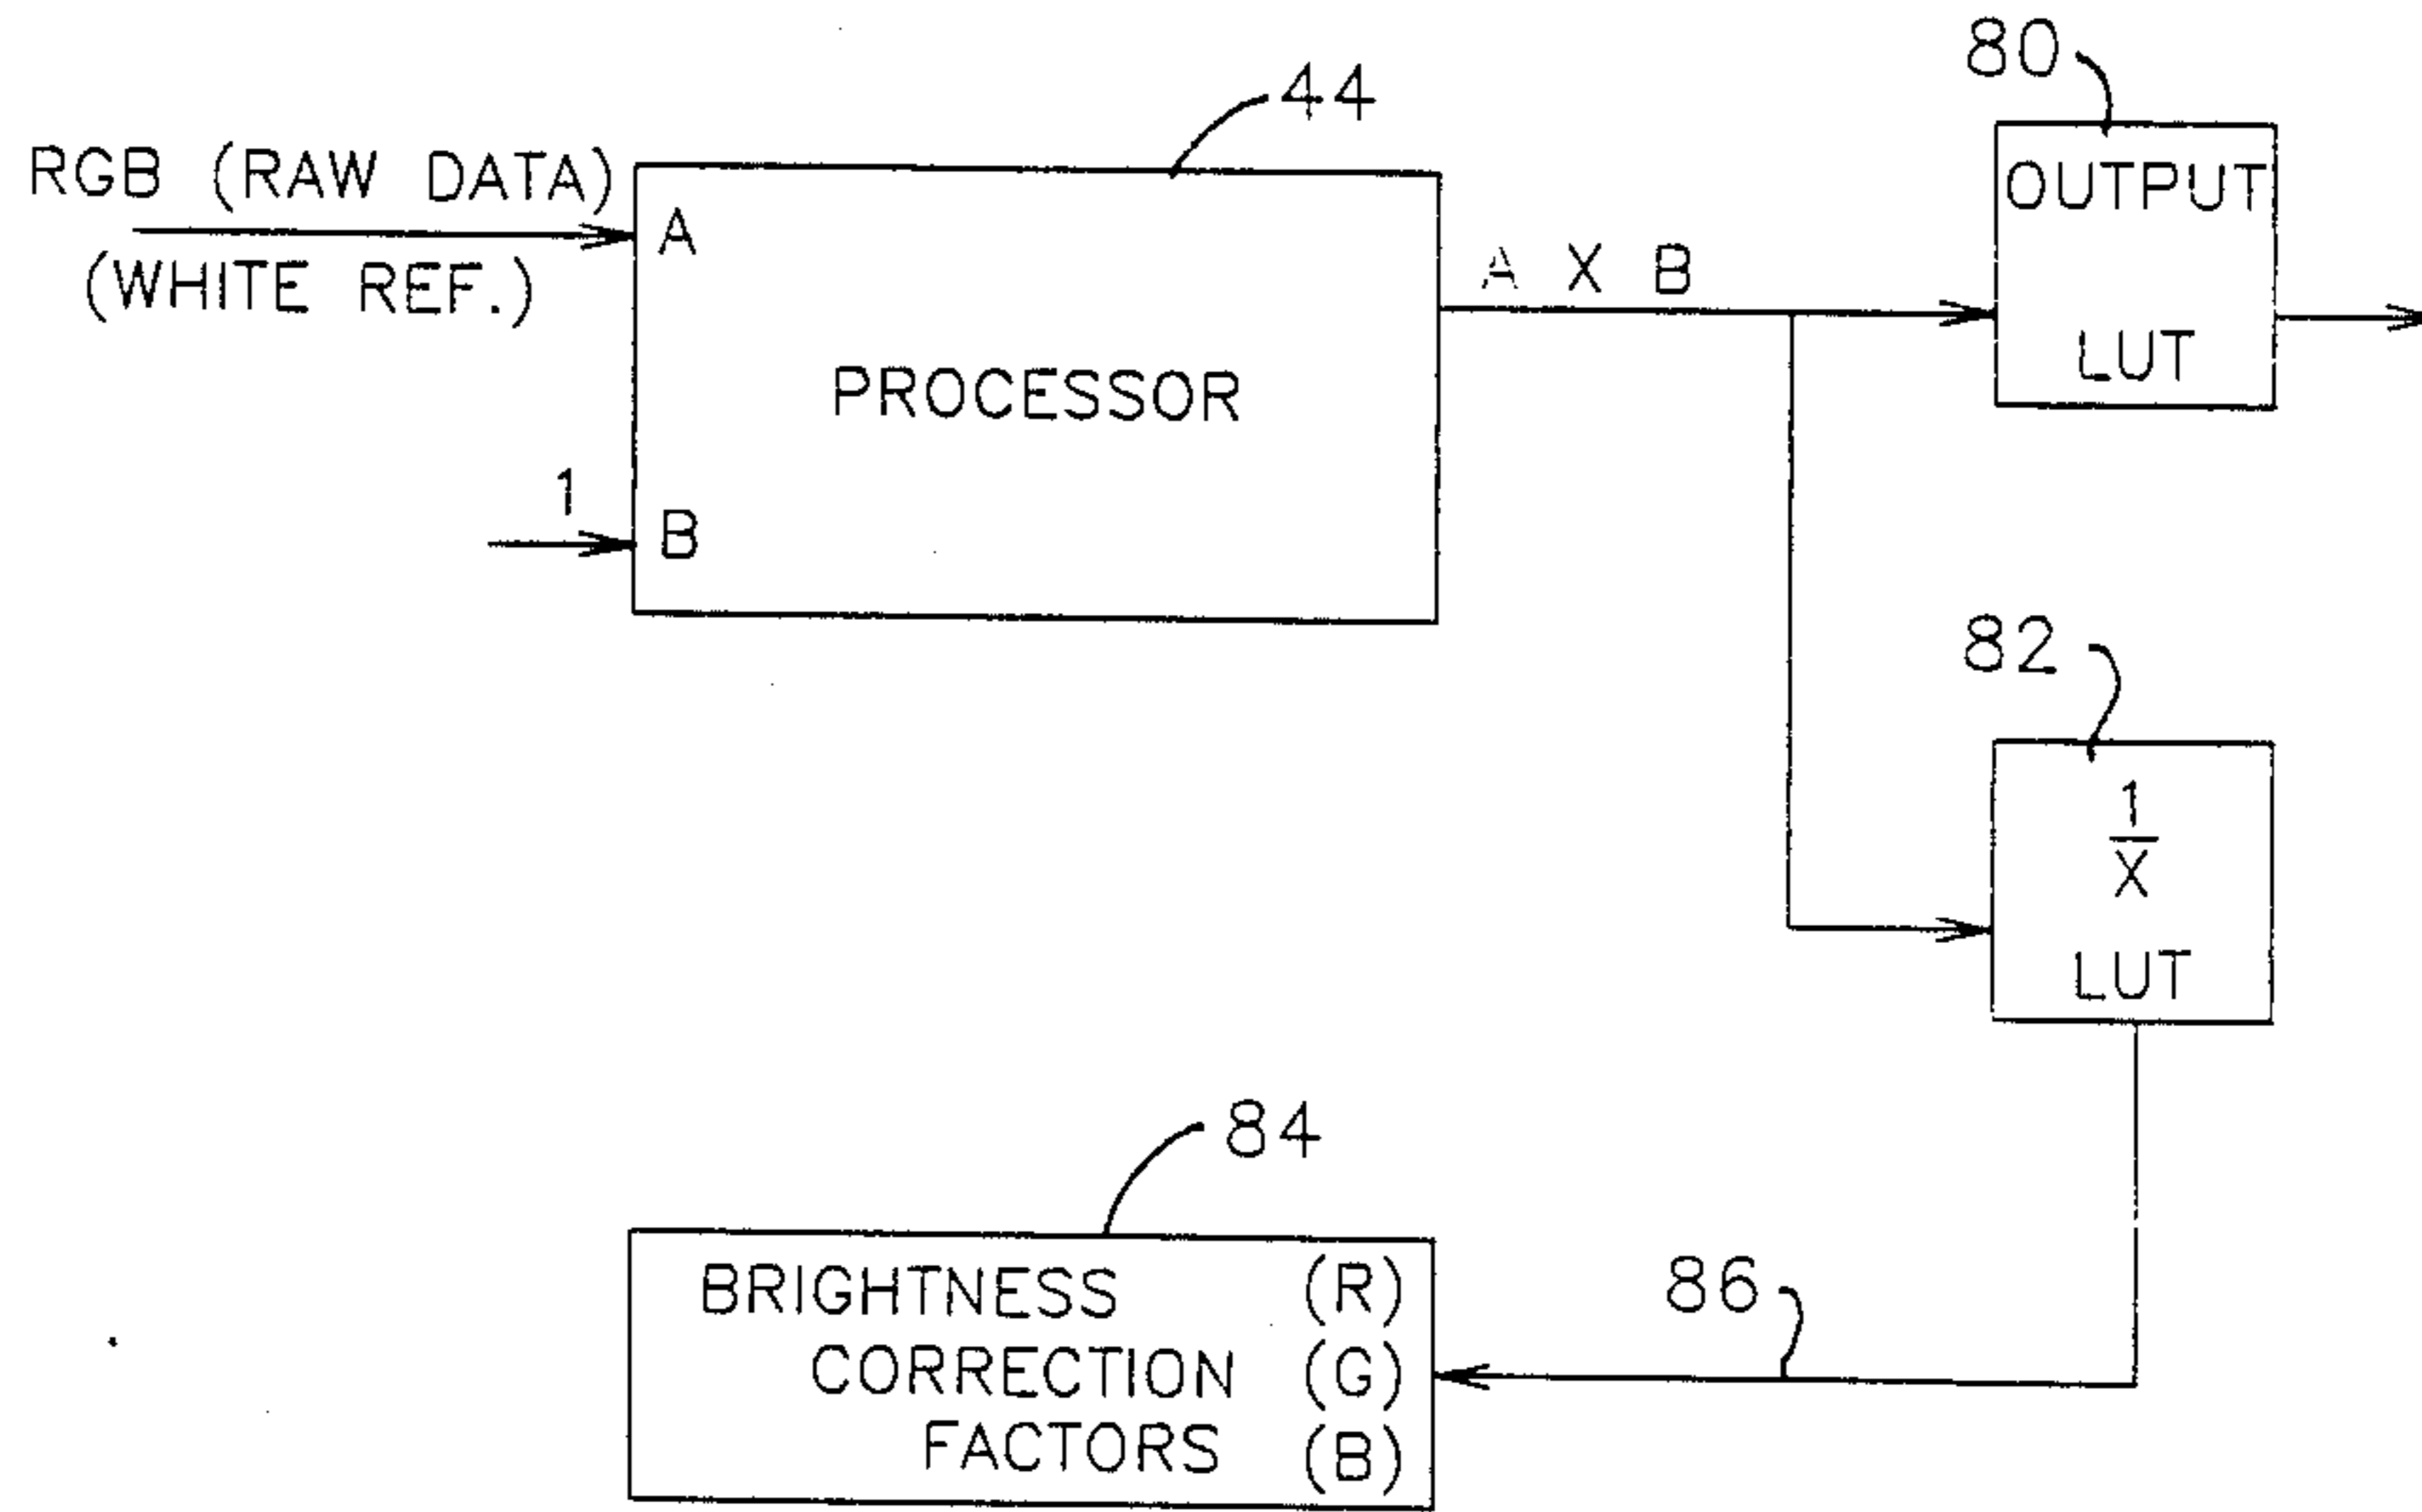 80
44
RGB (RAW DATA)
(WHITE REF.)
A
A X B
OUTPUT
LUT
PROCESSOR
1
B
82
1
X
LUT
84
86
BRIGHTNESS (R)
CORRECTION (G)
FACTORS (B)